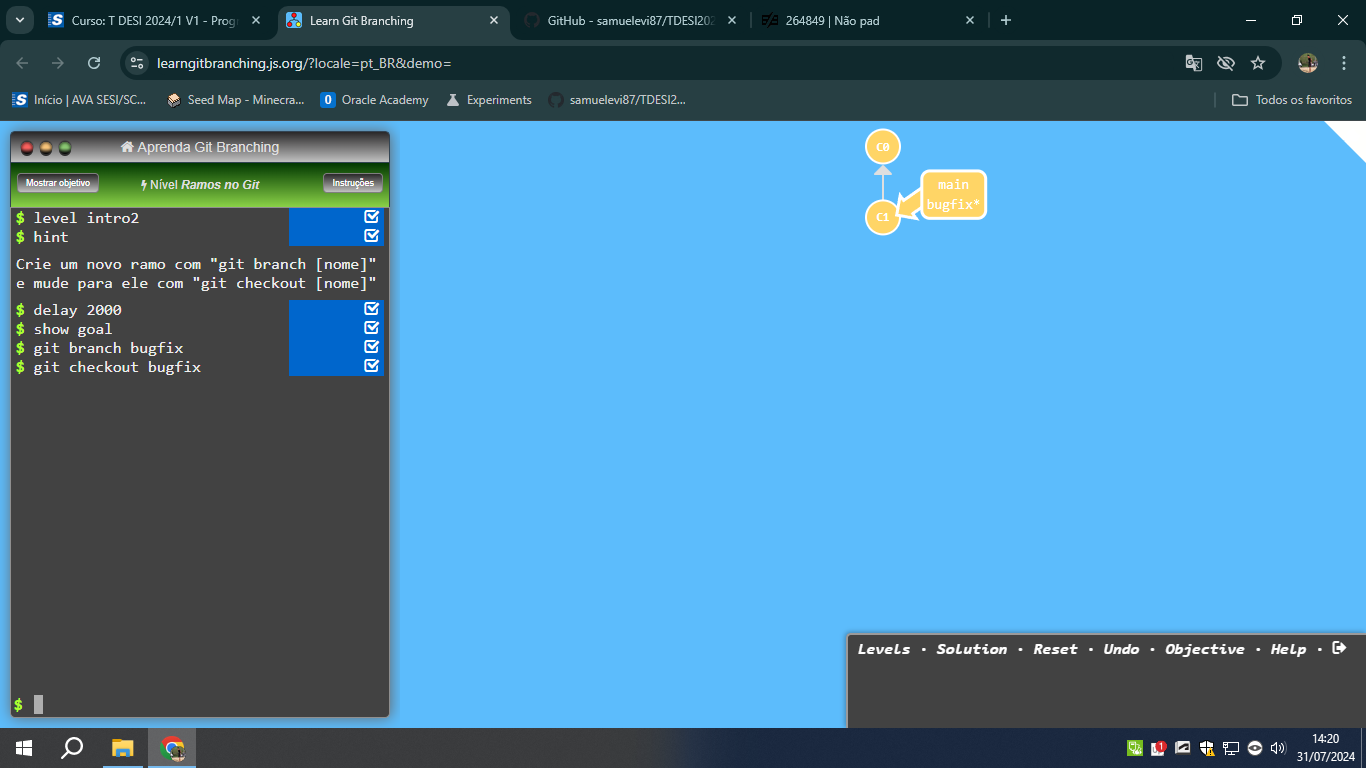 Curso: T DESI 2024/1 V1 - Progr
Learn Git Branching
GitHub - samuelevi87/TDESI202
264849 | Não pad
learngitbranching.js.org/?locale=pt_BR&demo=
Início | AVA SESI/SC...
Seed Map - Minecra...
Oracle Academy
Experiments
samuelevi87/TDESI2...
Todos os favoritos
Aprenda Git Branching
Mostrar objetivo
Nível Ramos no Git
Instruções
$ level intro2
$ hint
Crie um novo ramo com "git branch [nome]"
e mude para ele com "git checkout [nome]"
$ delay 2000
$ show goal
$ git branch bugfix
$ git checkout bugfix
$
C0
C1
main
bugfix*
Levels · Solution · Reset · Undo · Objective · Help ·
14:20
31/07/2024